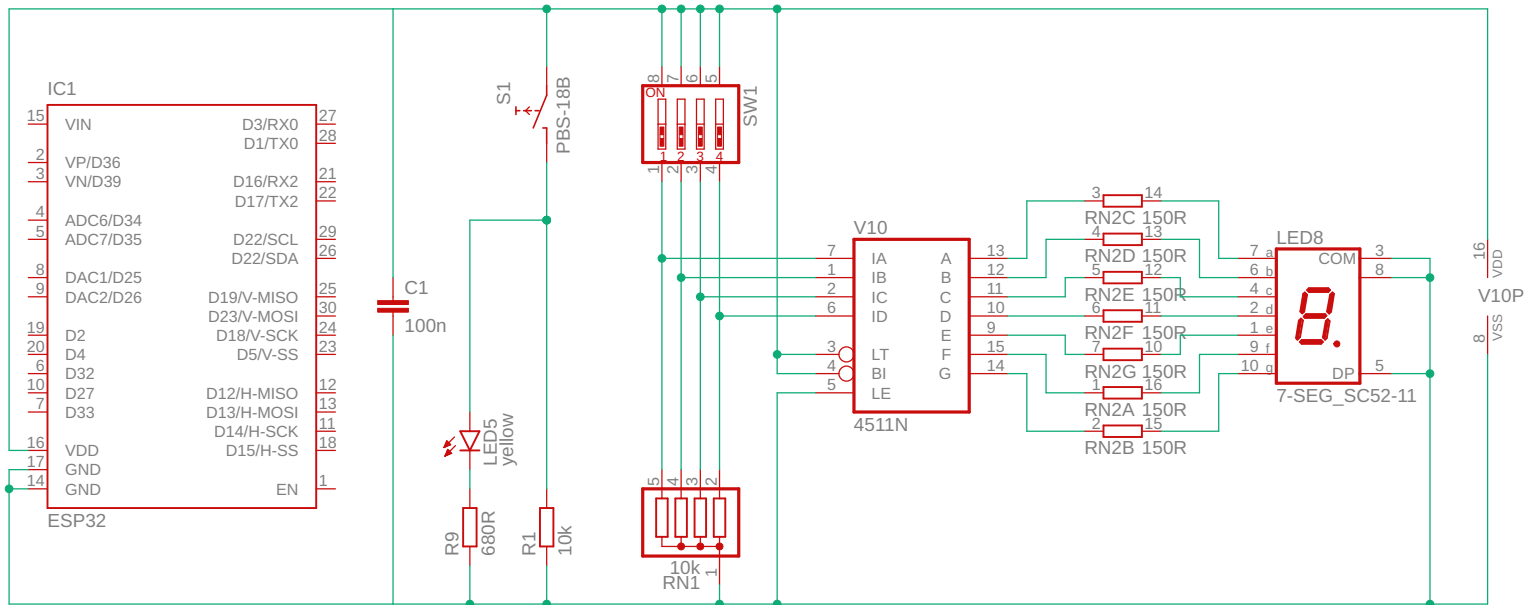 IC1
15 VIN
2 VP/D36
3 VN/D39
4 ADC6/D34
5 ADC7/D35
8 DAC1/D25
9 DAC2/D26
19 D2
20 D4
6 D32
10 D27
7 D33
16 VDD
17 GND
14 GND
D3/RX0 27
D1/TX0 28
D16/RX2 21
D17/TX2 22
D22/SCL 29
D22/SDA 26
D19/V-MISO 25
D23/V-MOSI 30
D18/V-SCK 24
D5/V-SS 23
D12/H-MISO 12
D13/H-MOSI 13
D14/H-SCK 11
D15/H-SS 18
EN 1
ESP32
C1
100n
S1
PBS-18B
LED5
yellow
R9
680R
R1
10k
8 7 6 5
ON
1 2 3 4
1 2 3 4
SW1
5 4 3 2
10k
RN1
1
V10
7 IA
1 IB
2 IC
6 ID
3 LT
4 BI
5 LE
A 13
B 12
C 11
D 10
E 9
F 15
G 14
4511N
3 14
RN2C 150R
4 13
RN2D 150R
5 12
RN2E 150R
6 11
RN2F 150R
7 10
RN2G 150R
1 16
RN2A 150R
2 15
RN2B 150R
LED8
7 a
6 b
4 c
2 d
1 e
9 f
10 g
COM 3
8
DP 5
8.
7-SEG_SC52-11
16
VDD
V10P
VSS
8